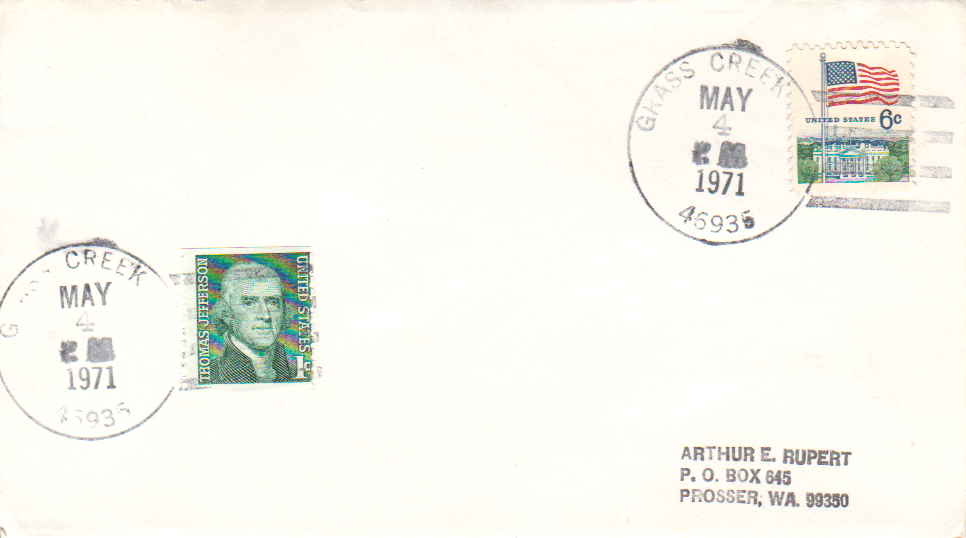 GRASS CREEK
MAY
4
1971
46935
UNITED STATES 6c
CREEK
MAY
4
1971
THOMAS JEFFERSON
UNITED STATES
1c
ARTHUR E. RUPERT
P. O. BOX 645
PROSSER, WA. 99350